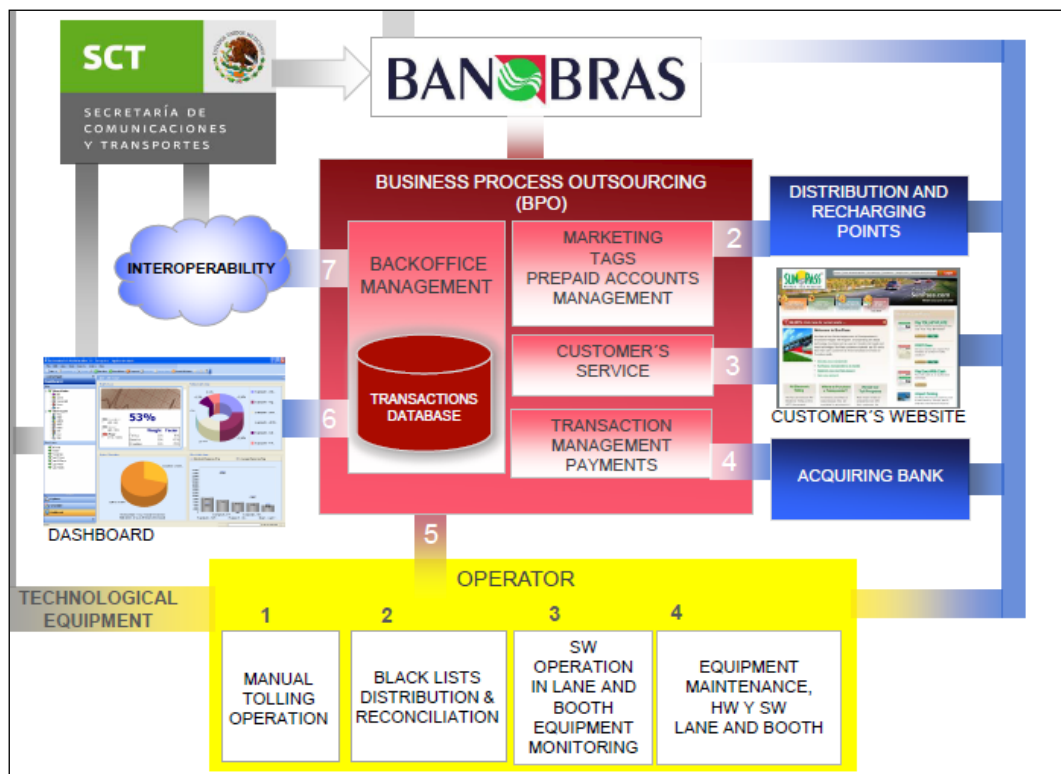 SCT
SECRETARÍA DE
COMUNICACIONES
Y TRANSPORTES
BANOBRAS
BUSINESS PROCESS OUTSOURCING
(BPO)
INTEROPERABILITY
7
BACKOFFICE
MANAGEMENT
TRANSACTIONS
DATABASE
MARKETING
TAGS
PREPAID ACCOUNTS
MANAGEMENT
2
DISTRIBUTION AND
RECHARGING
POINTS
CUSTOMER´S
SERVICE
3
SUNPASS
SunPass.com
CUSTOMER´S WEBSITE
53%
6
DASHBOARD
TRANSACTION
MANAGEMENT
PAYMENTS
4
ACQUIRING BANK
5
OPERATOR
TECHNOLOGICAL
EQUIPMENT
1
MANUAL
TOLLING
OPERATION
2
BLACK LISTS
DISTRIBUTION &
RECONCILIATION
3
SW
OPERATION
IN LANE AND
BOOTH
EQUIPMENT
MONITORING
4
EQUIPMENT
MAINTENANCE,
HW Y SW
LANE AND BOOTH